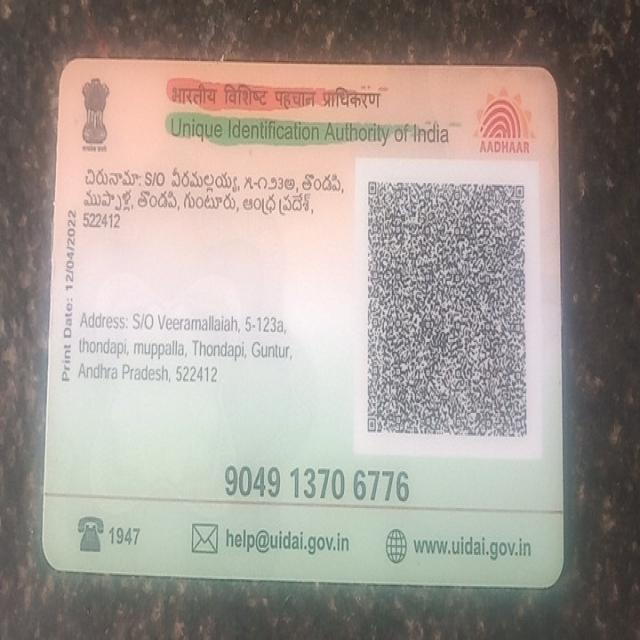 भारतीय विशिष्ट पहचान प्राधिकरण
Unique Identification Authority of India
सत्यमेव जयते
AADHAAR
చిరునామా: S/O వీరమల్లయ్య, ౫-౧౨౩అ, తొండపి,
ముప్పాళ్ల, తొండపి, గుంటూరు, ఆంధ్ర ప్రదేశ్,
522412
Print Date: 12/04/2022
Address: S/O Veeramallaiah, 5-123a,
thondapi, muppalla, Thondapi, Guntur,
Andhra Pradesh, 522412
9049 1370 6776
1947
help@uidai.gov.in
www.uidai.gov.in